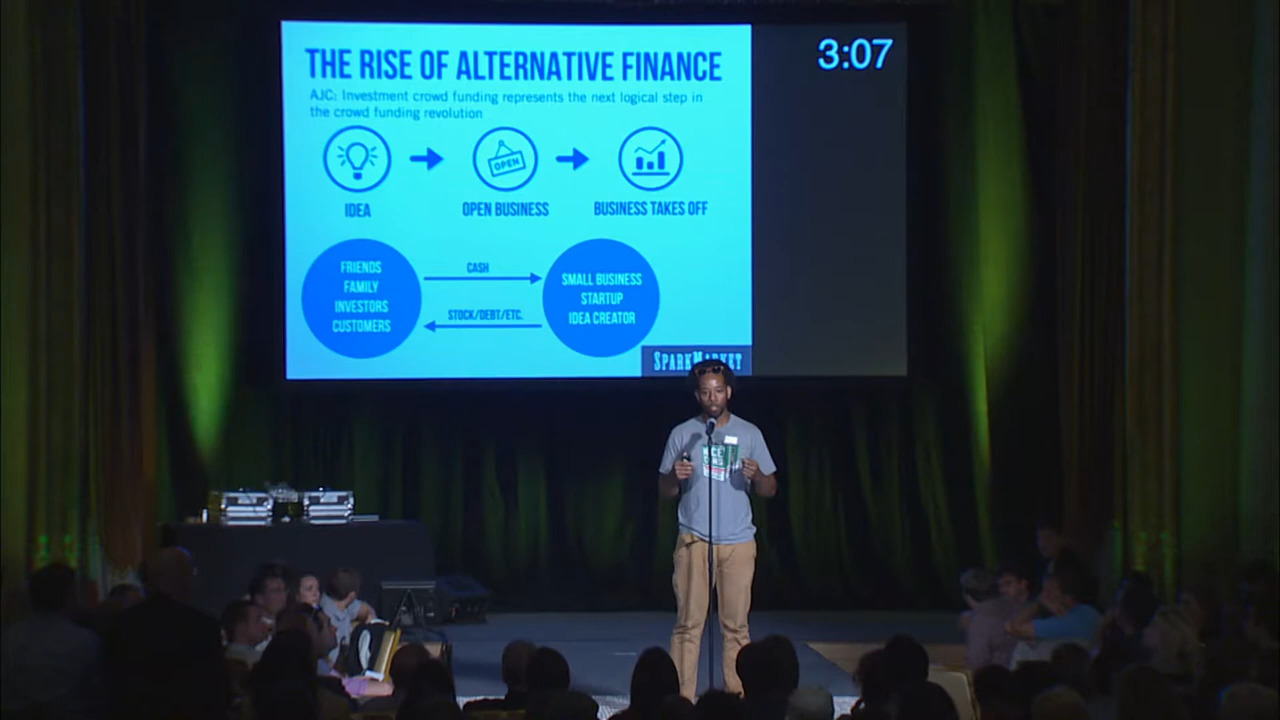 THE RISE OF ALTERNATIVE FINANCE
3:07
AJC: Investment crowd funding represents the next logical step in
the crowd funding revolution
OPEN
IDEA
OPEN BUSINESS
BUSINESS TAKES OFF
FRIENDS
FAMILY
INVESTORS
CUSTOMERS
CASH
STOCK/DEBT/ETC.
SMALL BUSINESS
STARTUP
IDEA CREATOR
SPARKMARKET